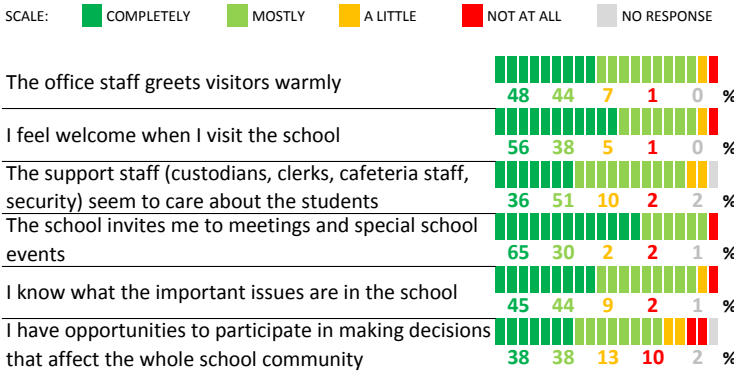 SCALE: COMPLETELY MOSTLY A LITTLE NOT AT ALL NO RESPONSE
The office staff greets visitors warmly
48 44 7 1 0 %
I feel welcome when I visit the school
56 38 5 1 0 %
The support staff (custodians, clerks, cafeteria staff,
security) seem to care about the students
36 51 10 2 2 %
The school invites me to meetings and special school
events
65 30 2 2 1 %
I know what the important issues are in the school
45 44 9 2 1 %
I have opportunities to participate in making decisions
that affect the whole school community
38 38 13 10 2 %